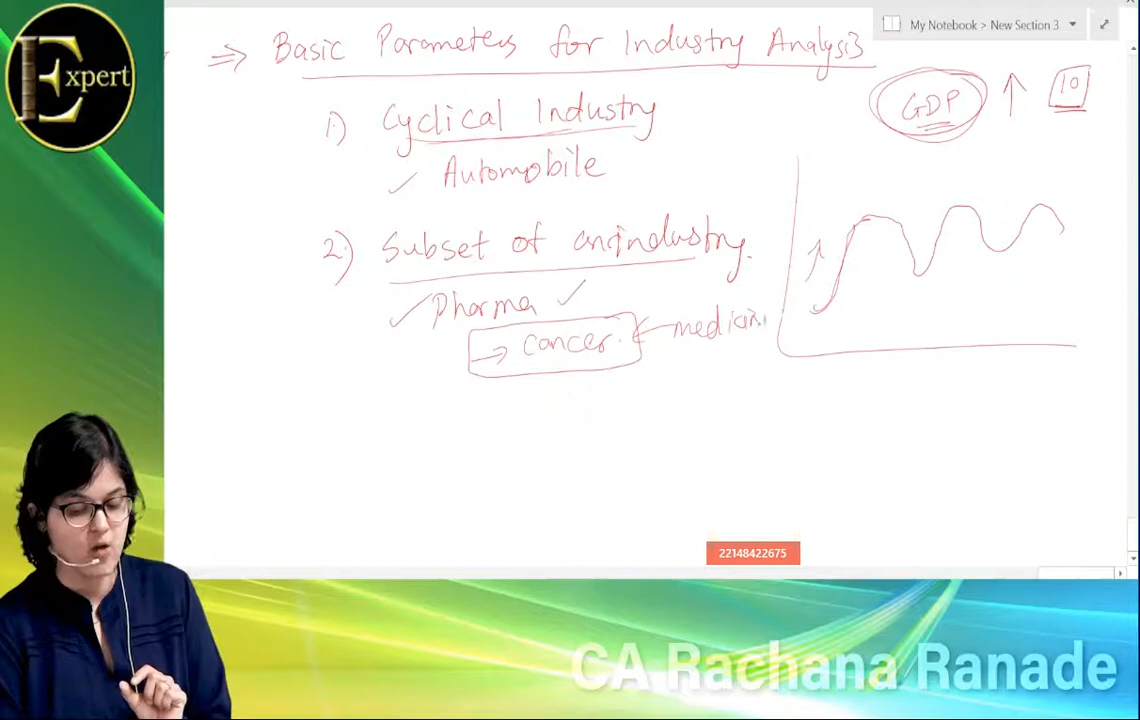 Expert
My Notebook > New Section 3
⇒ Basic Parameters for Industry Analysis
GDP ↑ 10
1) Cyclical Industry
✓ Automobile
2) Subset of an industry.
✓ Pharma ✓
→ cancer. ← medicin
22148422675
CA Rachana Ranade